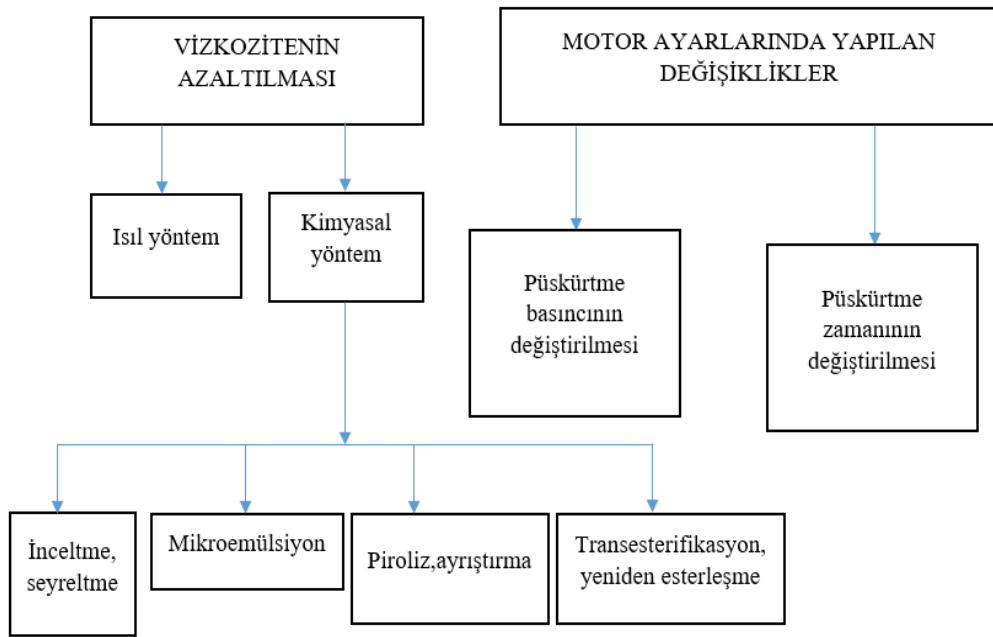 VİZKOZİTENİN
AZALTILMASI
MOTOR AYARLARINDA YAPILAN
DEĞİŞİKLİKLER
Isıl yöntem
Kimyasal
yöntem
Püskürtme
basıncının
değiştirilmesi
Püskürtme
zamanının
değiştirilmesi
İnceltme,
seyreltme
Mikroemülsiyon
Piroliz,ayrıştırma
Transesterifikasyon,
yeniden esterleşme